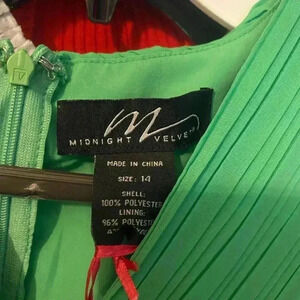 MIDNIGHT VELVET
MADE IN CHINA
SIZE: 14
SHELL:
100% POLYESTER
LINING:
96% POLYESTER